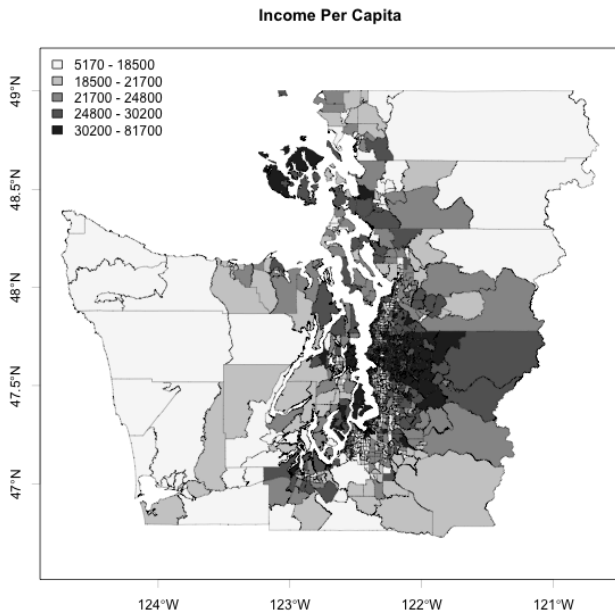 Income Per Capita
5170 - 18500
18500 - 21700
21700 - 24800
24800 - 30200
30200 - 81700
49°N
48.5°N
48°N
47.5°N
47°N
124°W
123°W
122°W
121°W